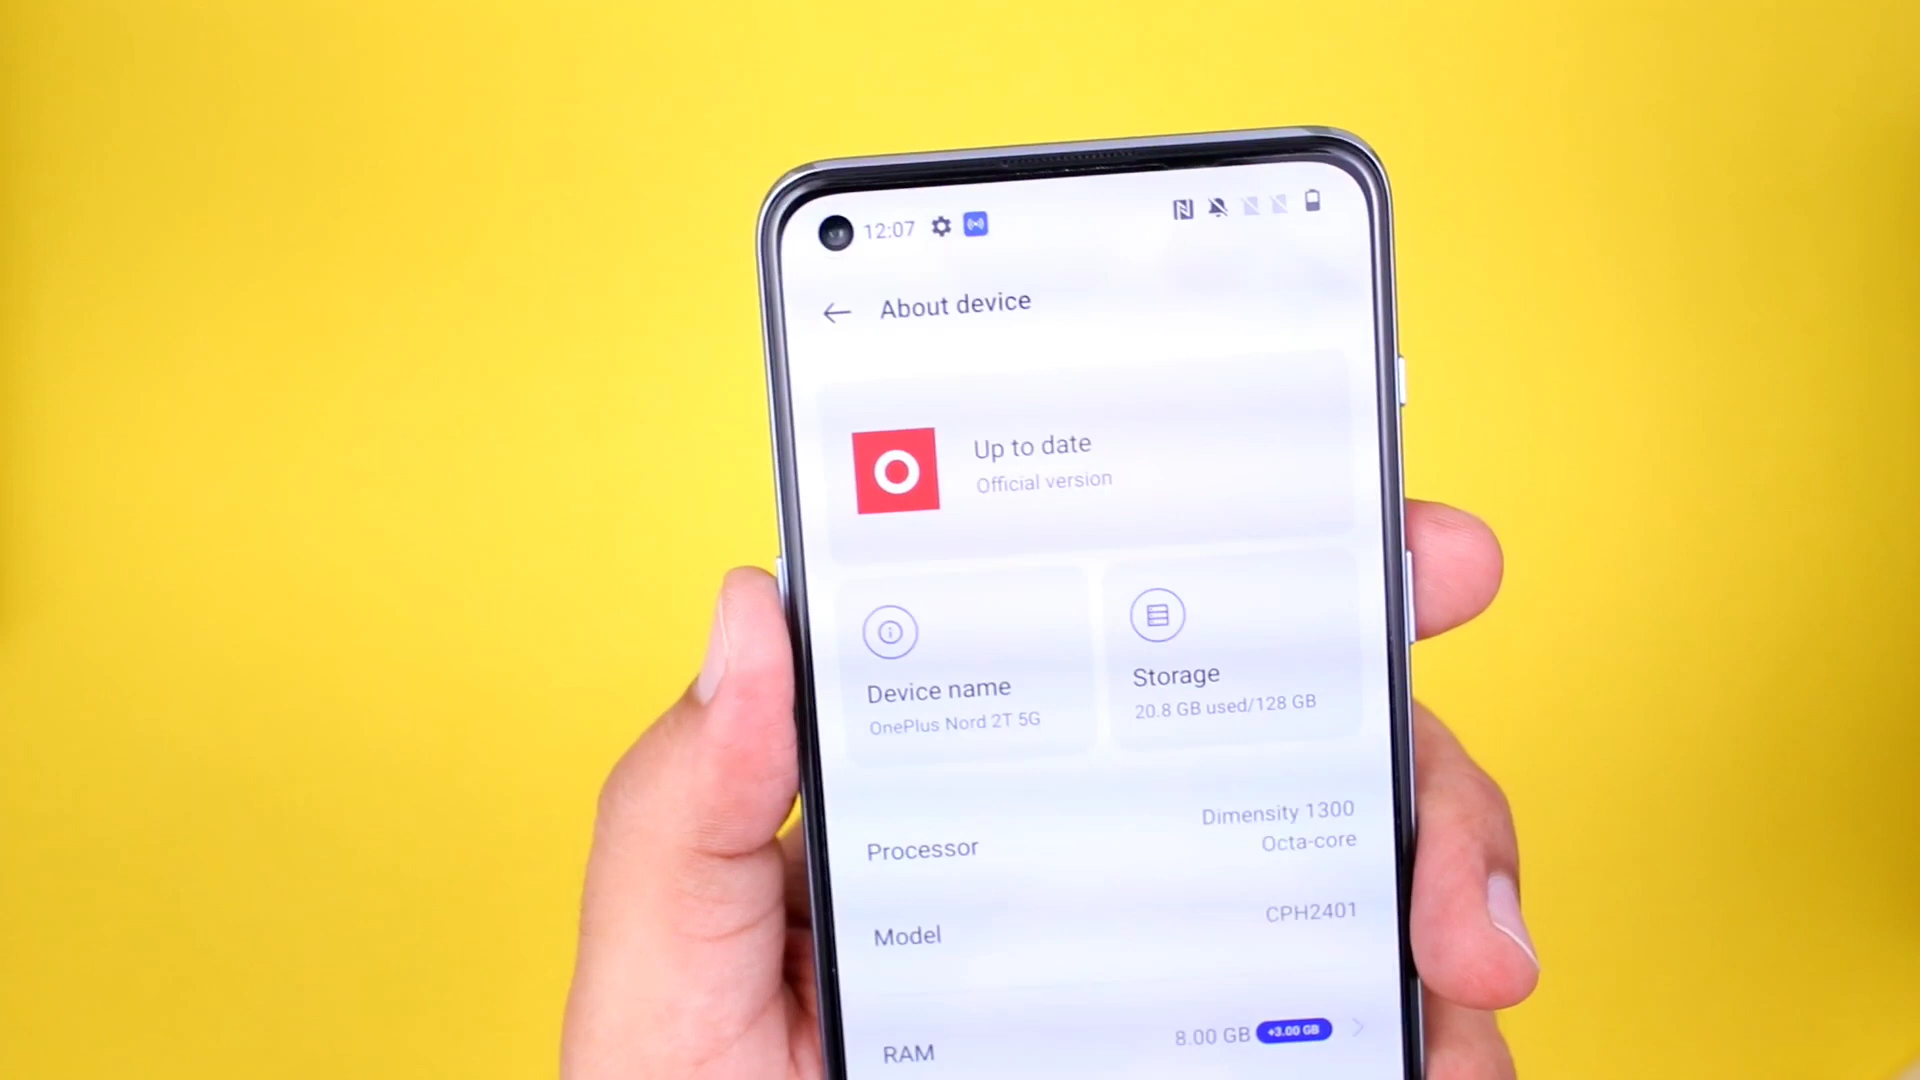 12:07
About device
Up to date
Official version
Device name
OnePlus Nord 2T 5G
Storage
20.8 GB used/128 GB
Processor
Dimensity 1300
Octa-core
Model
CPH2401
RAM
8.00 GB +3.00 GB